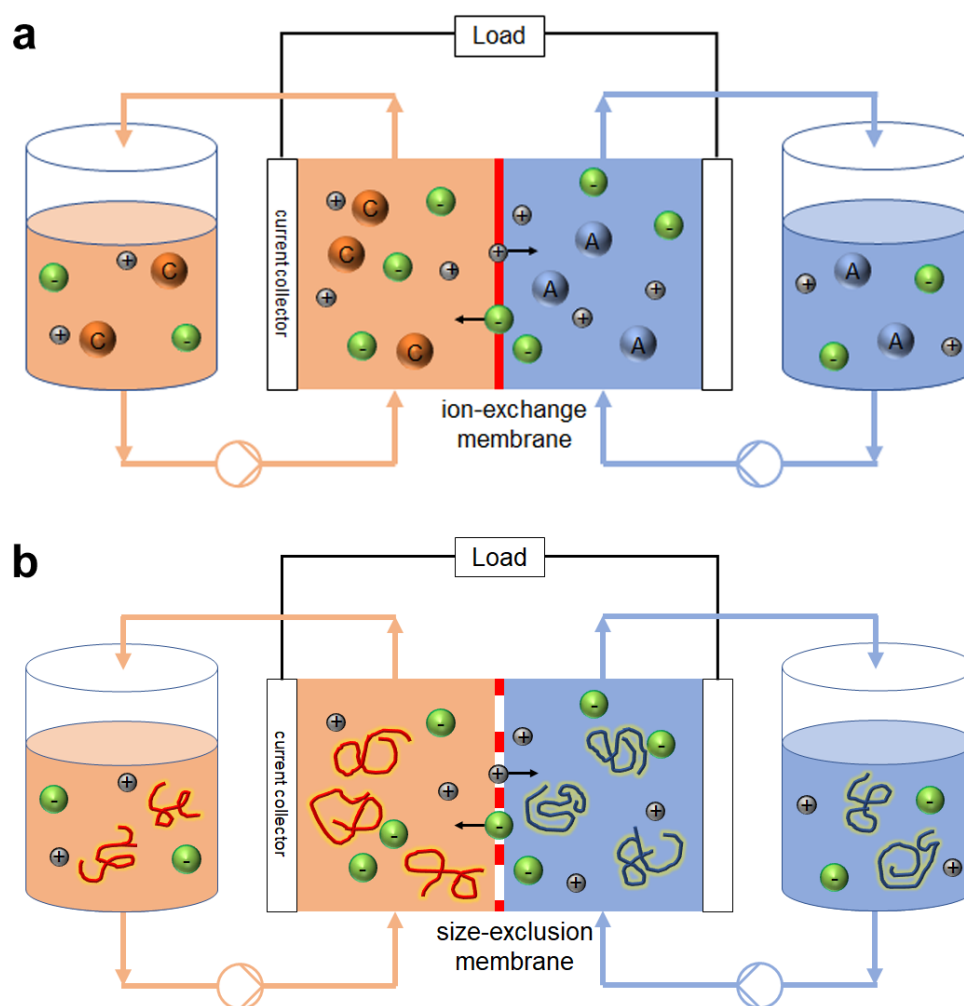 a
Load
current collector
C
C
C
C
C
A
A
A
A
A
+
+
+
+
+
+
+
+
+
+
+
-
-
-
-
-
-
-
-
-
-
ion-exchange
membrane
b
Load
current collector
+
+
+
+
+
+
+
+
+
+
-
-
-
-
-
-
-
-
-
-
size-exclusion
membrane